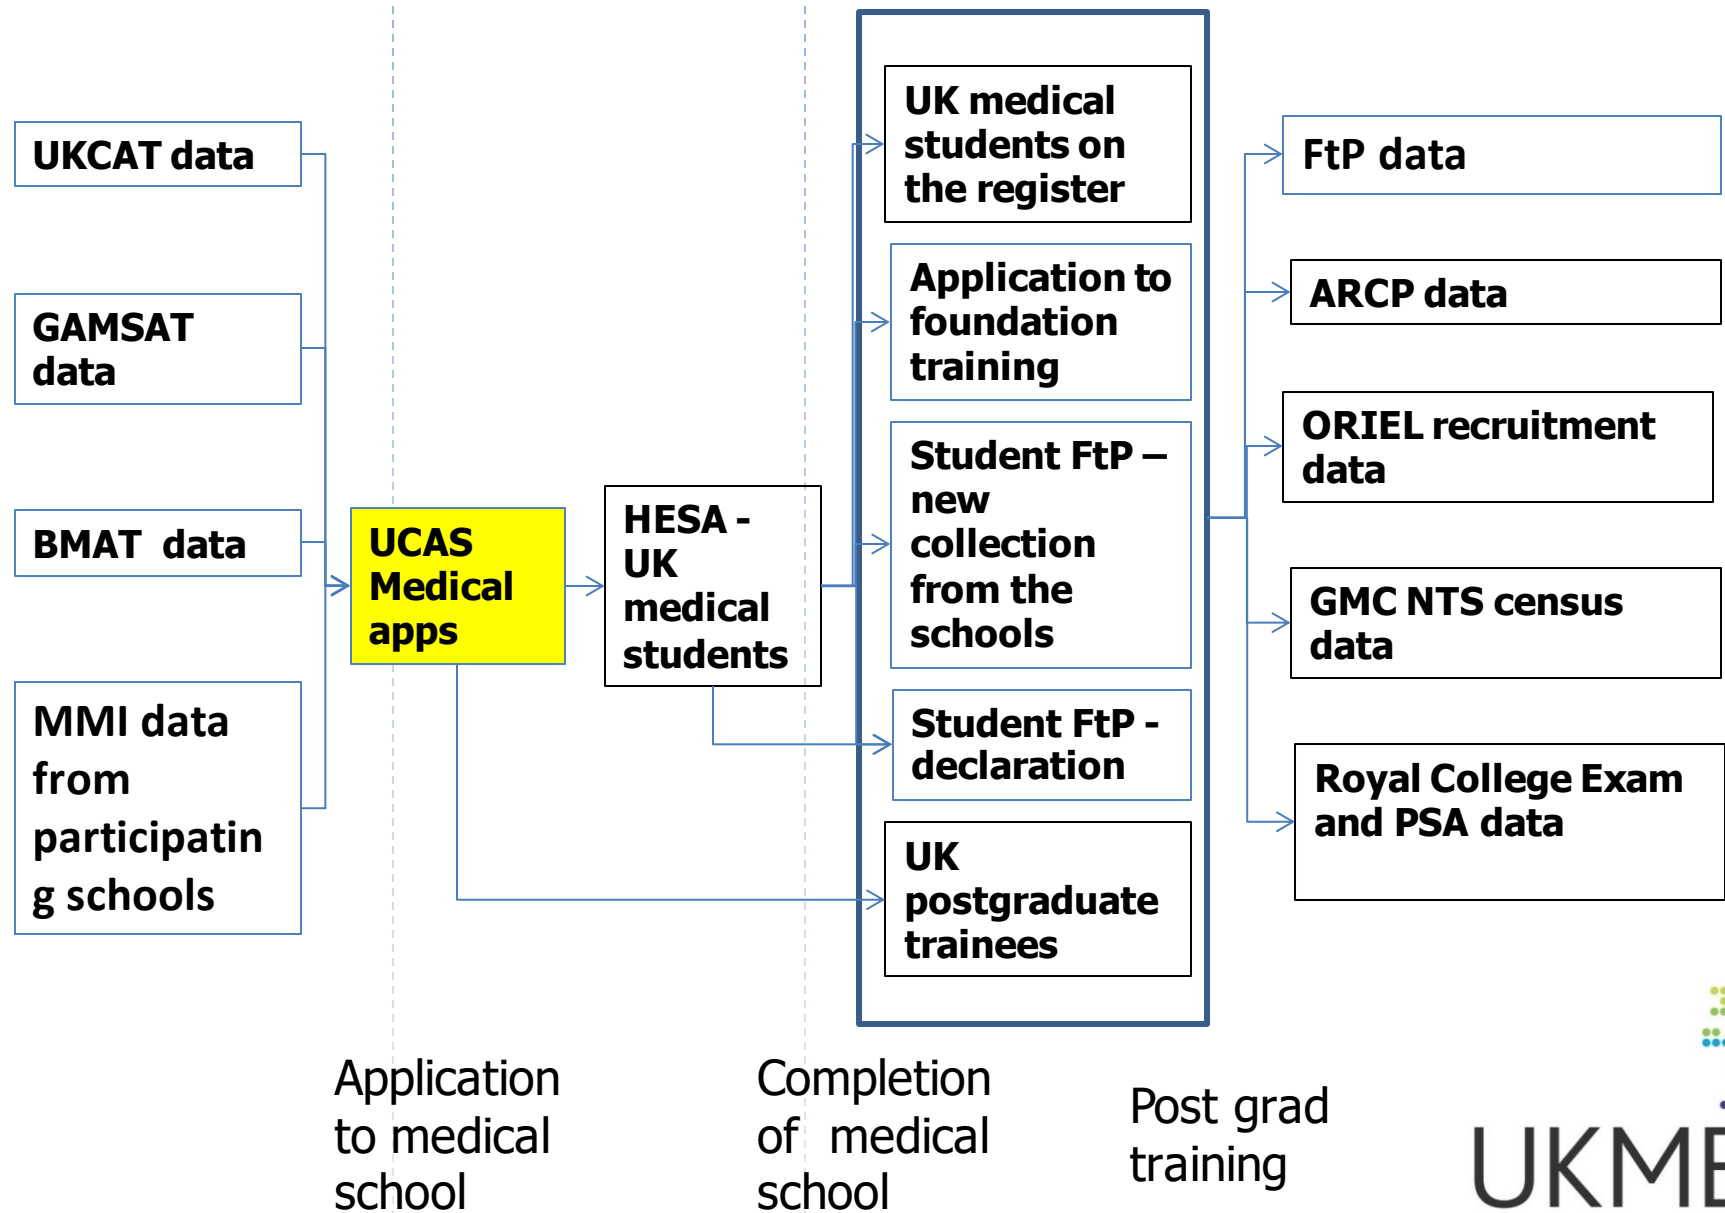 UKCAT data
GAMSAT
data
BMAT data
MMI data
from
participatin
g schools
UCAS
Medical
apps
HESA -
UK
medical
students
UK medical
students on
the register
Application to
foundation
training
Student FtP –
new
collection
from the
schools
Student FtP -
declaration
UK
postgraduate
trainees
FtP data
ARCP data
ORIEL recruitment
data
GMC NTS census
data
Royal College Exam
and PSA data
Application
to medical
school
Completion
of medical
school
Post grad
training
UKME